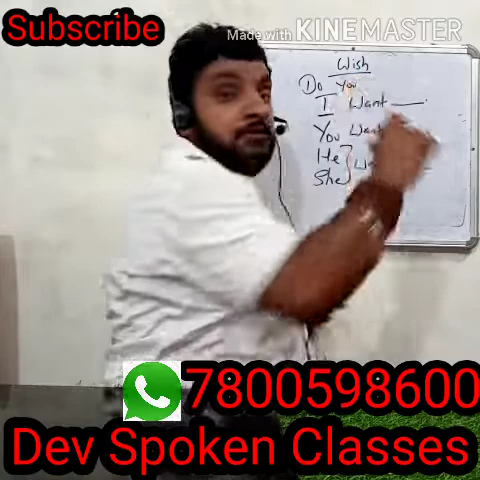 Subscribe
Made with KINEMASTER
Wish
Do You
I Want
You Want
He
She
7800598600
Dev Spoken Classes